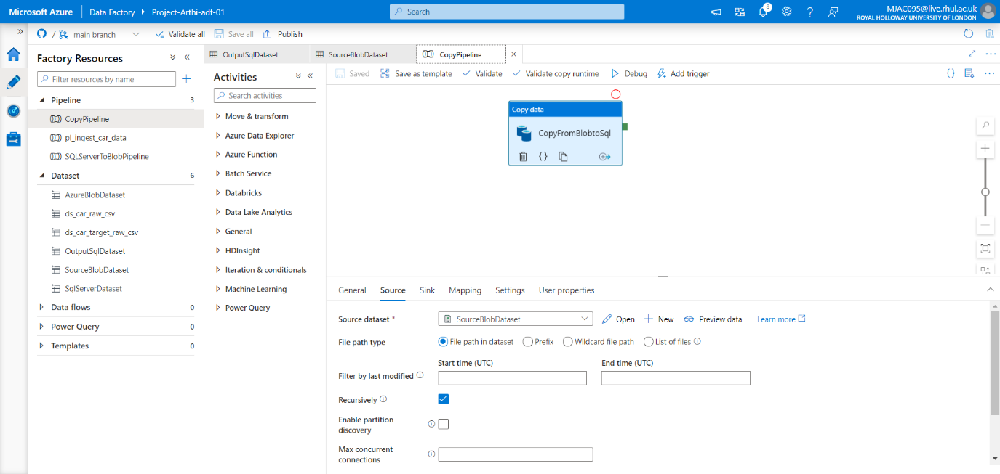 Microsoft Azure
Data Factory
Project-Arthi-adf-01
Search
8
MJAC095@live.rhul.ac.uk
ROYAL HOLLOWAY UNIVERSITY OF LONDON
/ main branch
Validate all
Save all
Publish
Factory Resources
Filter resources by name
Pipeline 3
CopyPipeline
pl_ingest_car_data
SQLServerToBlobPipeline
Dataset 6
AzureBlobDataset
ds_car_raw_csv
ds_car_target_raw_csv
OutputSqlDataset
SourceBlobDataset
SqlServerDataset
Data flows 0
Power Query 0
Templates 0
OutputSqlDataset
SourceBlobDataset
CopyPipeline
Activities
Search activities
Move & transform
Azure Data Explorer
Azure Function
Batch Service
Databricks
Data Lake Analytics
General
HDInsight
Iteration & conditionals
Machine Learning
Power Query
Saved
Save as template
Validate
Validate copy runtime
Debug
Add trigger
Copy data
CopyFromBlobtoSql
General
Source
Sink
Mapping
Settings
User properties
Source dataset *
SourceBlobDataset
Open
New
Preview data
Learn more
File path type
File path in dataset
Prefix
Wildcard file path
List of files
Start time (UTC)
End time (UTC)
Filter by last modified
Recursively
Enable partition
discovery
Max concurrent
connections